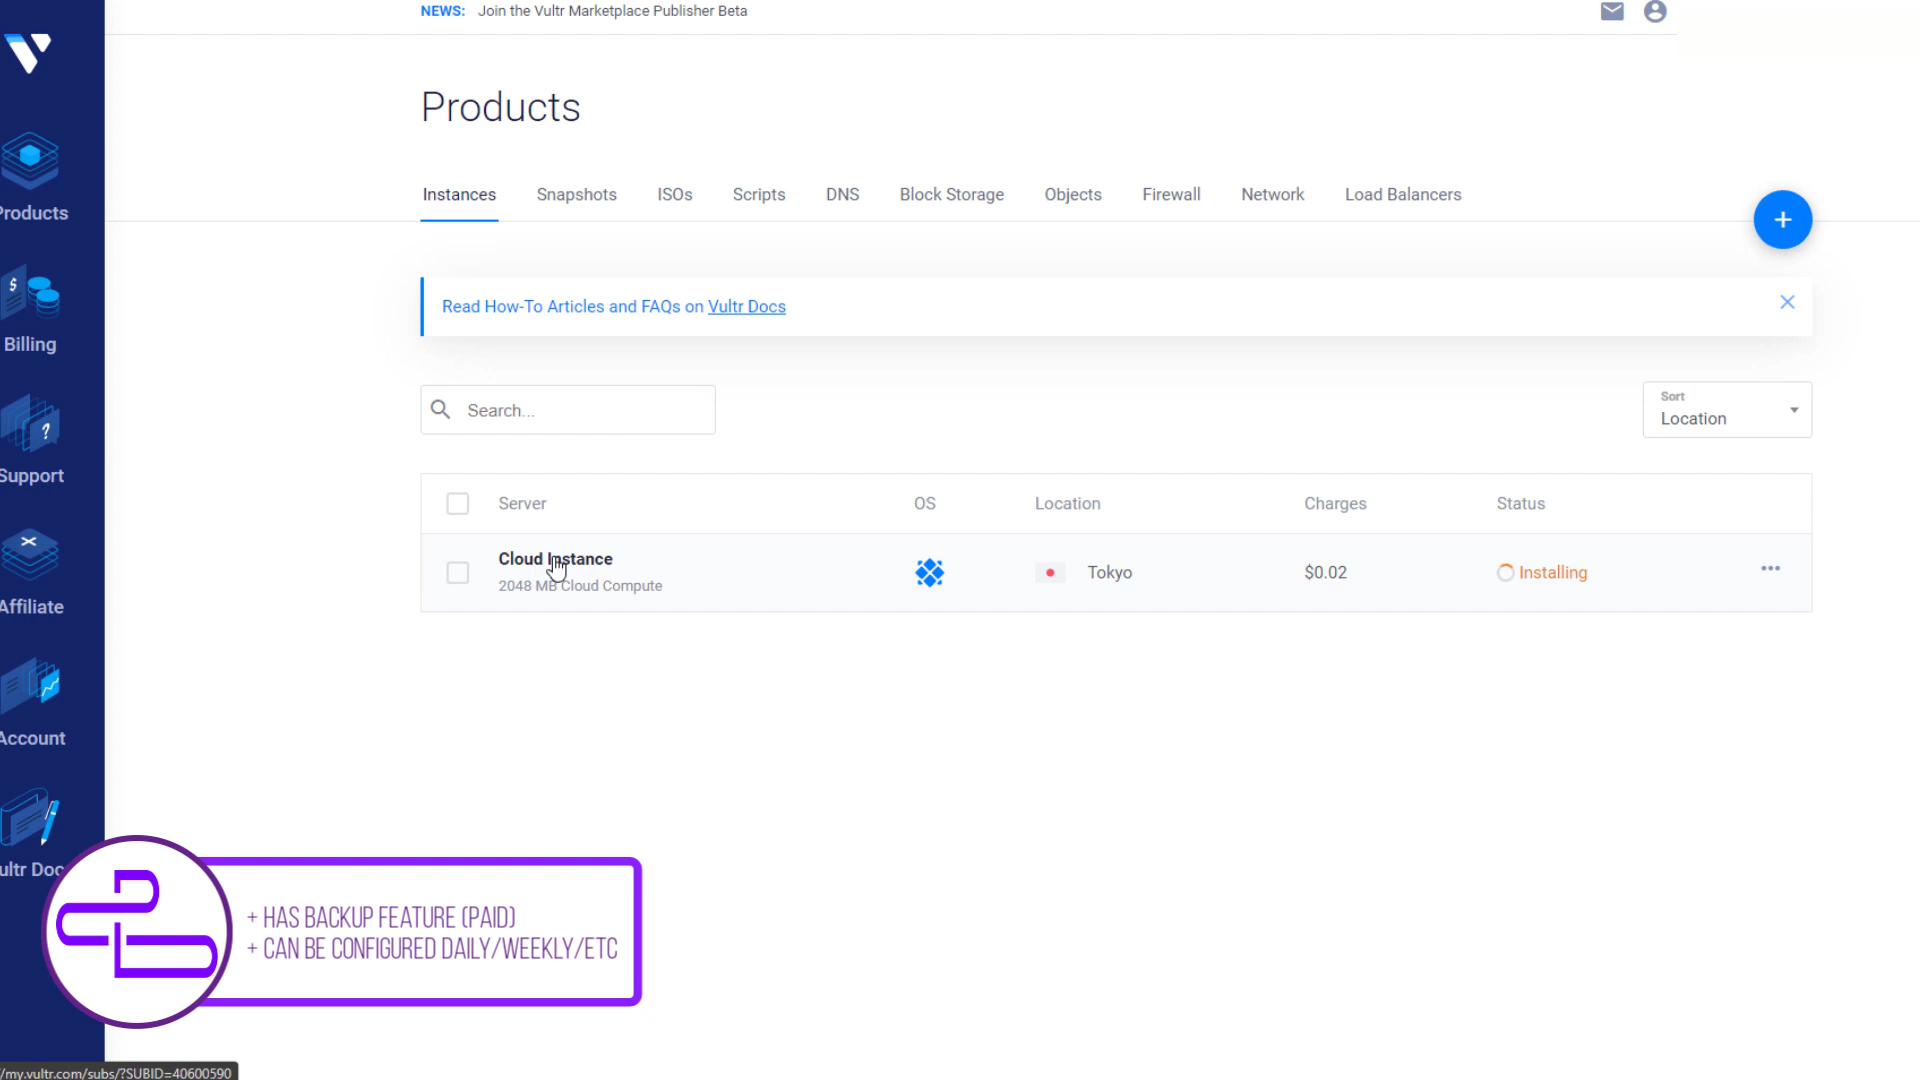 NEWS: Join the Vultr Marketplace Publisher Beta
Products
Products
Billing
Support
Affiliate
Account
Vultr Doc
Instances Snapshots ISOs Scripts DNS Block Storage Objects Firewall Network Load Balancers
+
Read How-To Articles and FAQs on Vultr Docs
Search...
Sort
Location
Server OS Location Charges Status
Cloud Instance
2048 MB Cloud Compute
Tokyo $0.02 Installing
+ HAS BACKUP FEATURE (PAID)
+ CAN BE CONFIGURED DAILY/WEEKLY/ETC
/my.vultr.com/subs/?SUBID=40600590